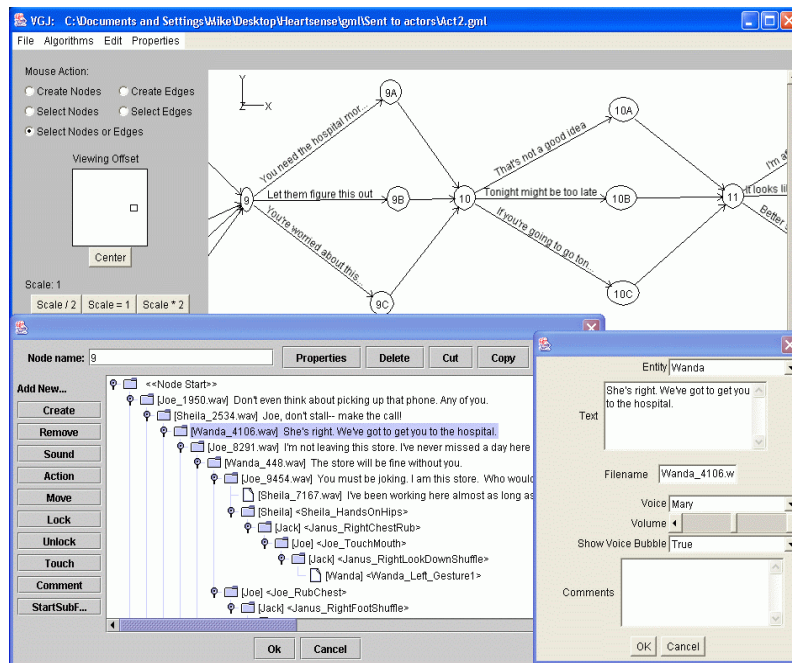 VGJ: C:\Documents and Settings\Mike\Desktop\Heartsense\gml\Sent to actors\Act2.gml
File Algorithms Edit Properties
Mouse Action:
Create Nodes Create Edges
Select Nodes Select Edges
Select Nodes or Edges
Viewing Offset
Center
Scale: 1
Scale / 2 Scale = 1 Scale * 2
Y
Z X
9A
10A
You need the hospital mor...
That's not a good idea
I'm
9 Let them figure this out 9B 10 Tonight might be too late 10B 11 It looks
You're worried about this...
If you're going to go ton...
Better
9C
10C
Node name: 9 Properties Delete Cut Copy
Add New...
Create
Remove
Sound
Action
Move
Lock
Unlock
Touch
Comment
StartSubF...
<<Node Start>>
[Joe_1950.wav] Don't even think about picking up that phone. Any of you.
[Sheila_2534.wav] Joe, don't stall-- make the call!
[Wanda_4106.wav] She's right. We've got to get you to the hospital.
[Joe_8291.wav] I'm not leaving this store. I've never missed a day here
[Wanda_448.wav] The store will be fine without you.
[Joe_9454.wav] You must be joking. I am this store. Who would
[Sheila_7167.wav] I've been working here almost as long as
[Sheila] <Sheila_HandsOnHips>
[Jack] <Janus_RightChestRub>
[Joe] <Joe_TouchMouth>
[Jack] <Janus_RightLookDownShuffle>
[Wanda] <Wanda_Left_Gesture1>
[Joe] <Joe_RubChest>
[Jack] <Janus_RightFootShuffle>
Ok Cancel
Entity Wanda
Text
She's right. We've got to get you
to the hospital.
Filename Wanda_4106.w
Voice Mary
Volume
Show Voice Bubble True
Comments
OK Cancel